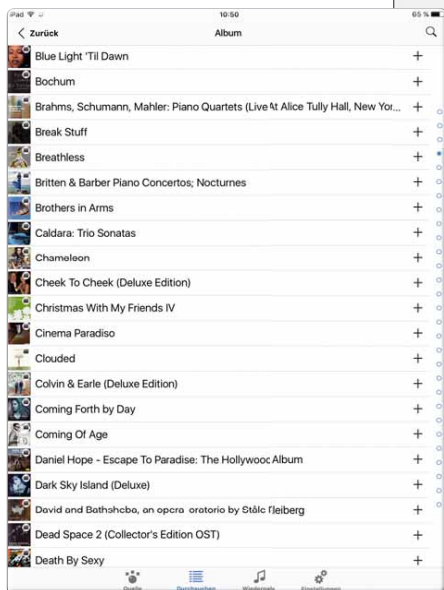 iPad 10:50 65 %
Zurück Album
Blue Light 'Til Dawn +
Bochum +
Brahms, Schumann, Mahler: Piano Quartets (Live At Alice Tully Hall, New Yor... +
Break Stuff +
Breathless +
Britten & Barber Piano Concertos; Nocturnes +
Brothers in Arms +
Caldara: Trio Sonatas +
Chameleon +
Cheek To Cheek (Deluxe Edition) +
Christmas With My Friends IV +
Cinema Paradiso +
Clouded +
Colvin & Earle (Deluxe Edition) +
Coming Forth by Day +
Coming Of Age +
Daniel Hope - Escape To Paradise: The Hollywood Album +
Dark Sky Island (Deluxe) +
David and Bathsheba, an opera oratorio by Ståle Kleiberg +
Dead Space 2 (Collector's Edition OST) +
Death By Sexy +
Quelle Durchsuchen Wiedergabe Einstellungen